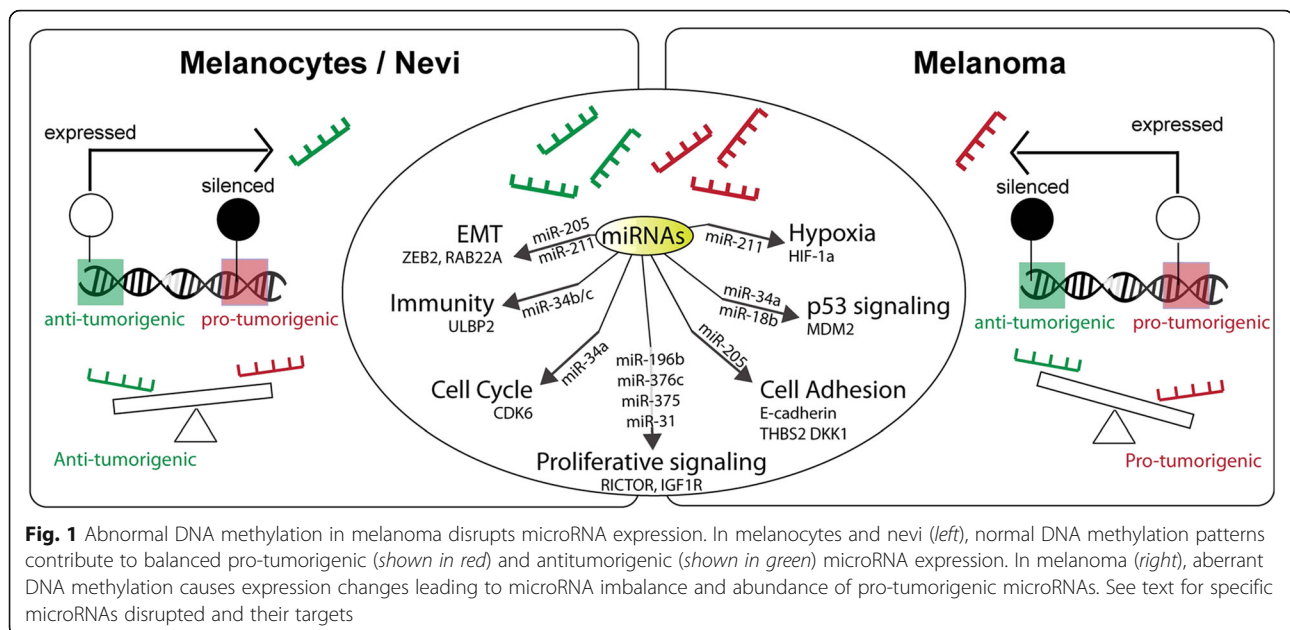 Melanocytes / Nevi
Melanoma
expressed
silenced
anti-tumorigenic
pro-tumorigenic
Anti-tumorigenic
miRNAs
EMT
ZEB2, RAB22A
miR-205
miR-211
Immunity
ULBP2
miR-34b/c
Cell Cycle
CDK6
miR-34a
miR-196b
miR-376c
miR-375
miR-31
Proliferative signaling
RICTOR, IGF1R
miR-211
Hypoxia
HIF-1a
miR-34a
miR-18b
p53 signaling
MDM2
miR-205
Cell Adhesion
E-cadherin
THBS2 DKK1
expressed
silenced
anti-tumorigenic
pro-tumorigenic
Pro-tumorigenic
Fig. 1 Abnormal DNA methylation in melanoma disrupts microRNA expression. In melanocytes and nevi (left), normal DNA methylation patterns
contribute to balanced pro-tumorigenic (shown in red) and antitumorigenic (shown in green) microRNA expression. In melanoma (right), aberrant
DNA methylation causes expression changes leading to microRNA imbalance and abundance of pro-tumorigenic microRNAs. See text for specific
microRNAs disrupted and their targets